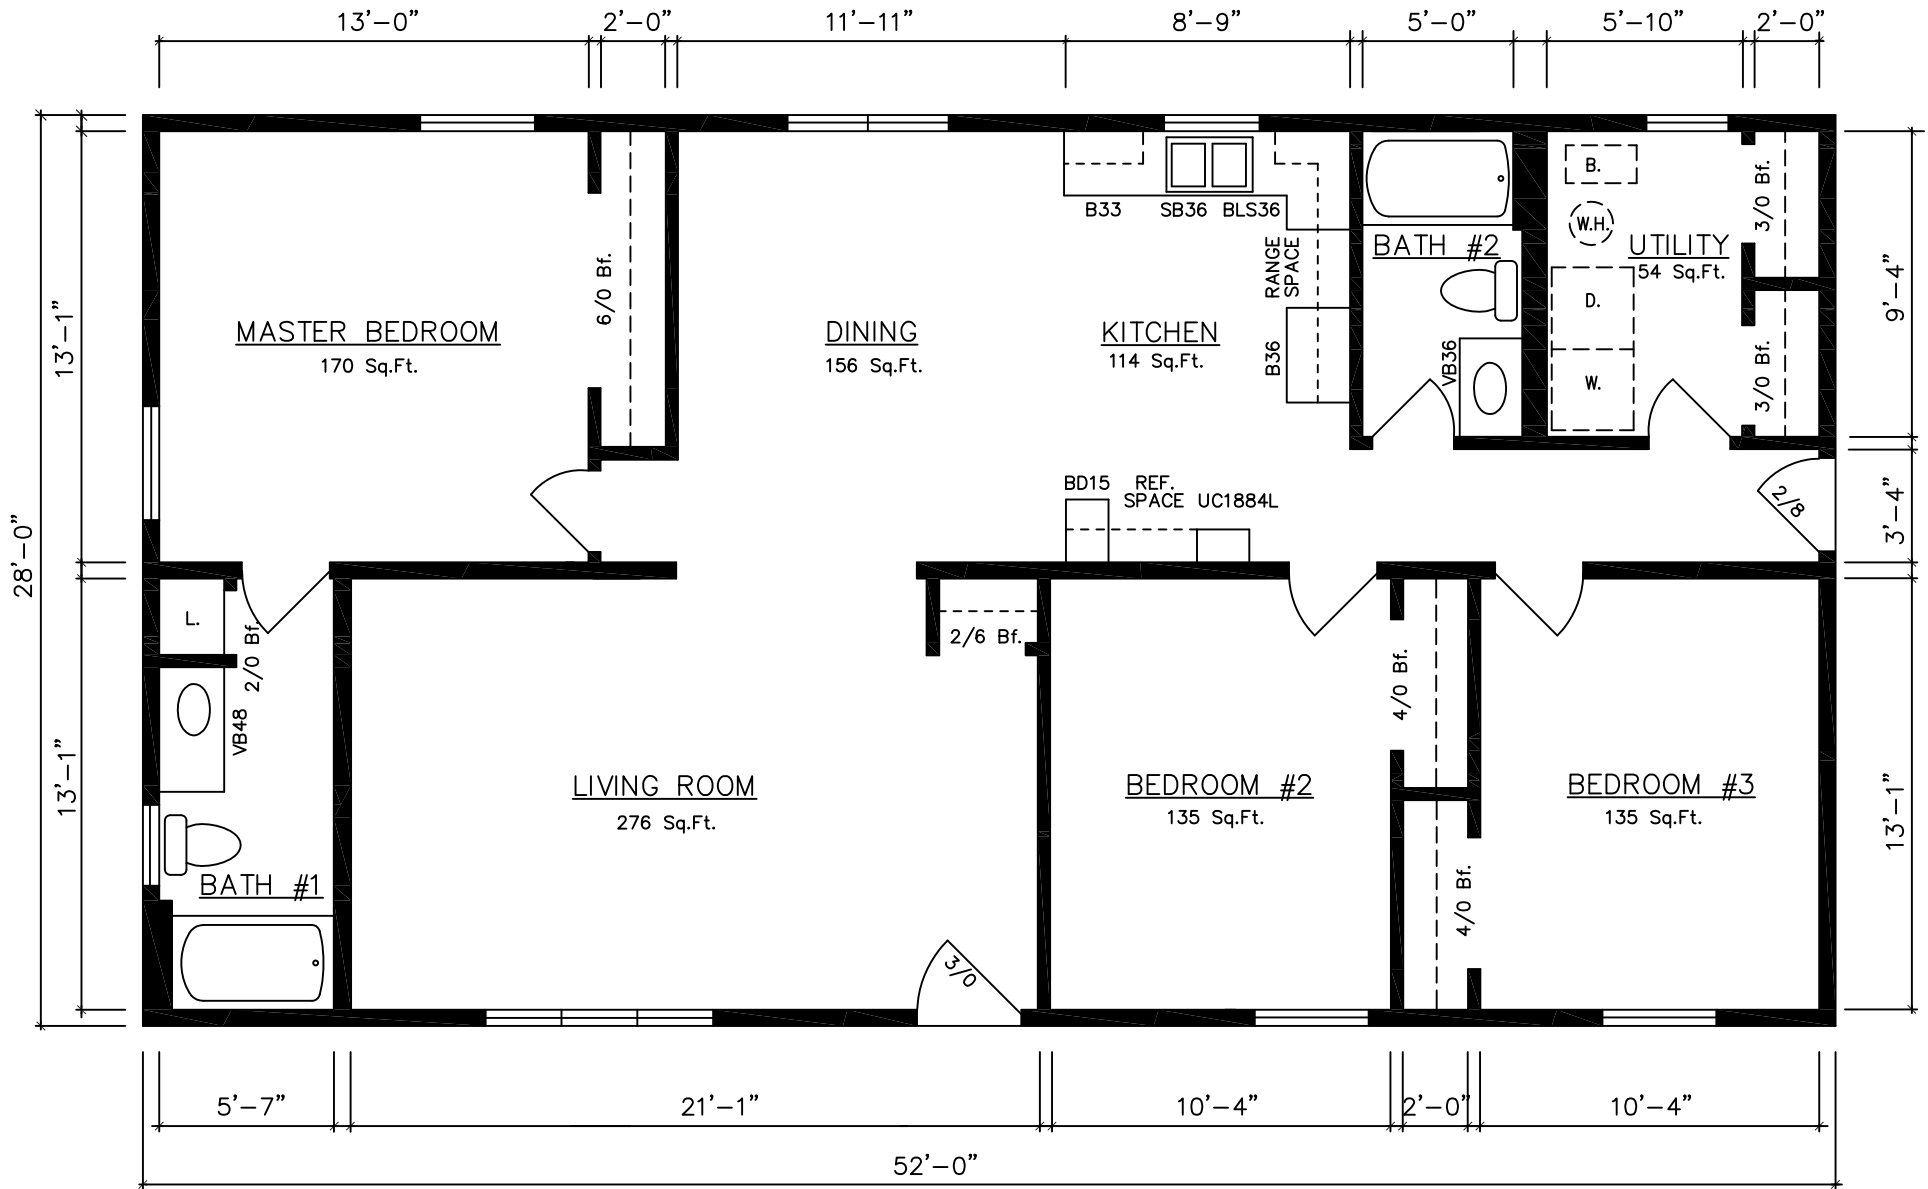 13'-0" 2'-0" 11'-11" 8'-9" 5'-0" 5'-10" 2'-0"
28'-0"
13'-1"
13'-1"
MASTER BEDROOM
170 Sq.Ft.
6/0 Bf.
DINING
156 Sq.Ft.
KITCHEN
114 Sq.Ft.
B33 SB36 BLS36
RANGE
SPACE
B36
BATH #2
VB36
B.
W.H.
UTILITY
54 Sq.Ft.
D.
W.
3/0 Bf.
3/0 Bf.
9'-4"
3'-4"
13'-1"
BD15 REF.
SPACE UC1884L
2/8
L.
2/0 Bf.
VB48
BATH #1
LIVING ROOM
276 Sq.Ft.
2/6 Bf.
3/0
BEDROOM #2
135 Sq.Ft.
4/0 Bf.
4/0 Bf.
BEDROOM #3
135 Sq.Ft.
5'-7" 21'-1" 10'-4" 2'-0" 10'-4"
52'-0"